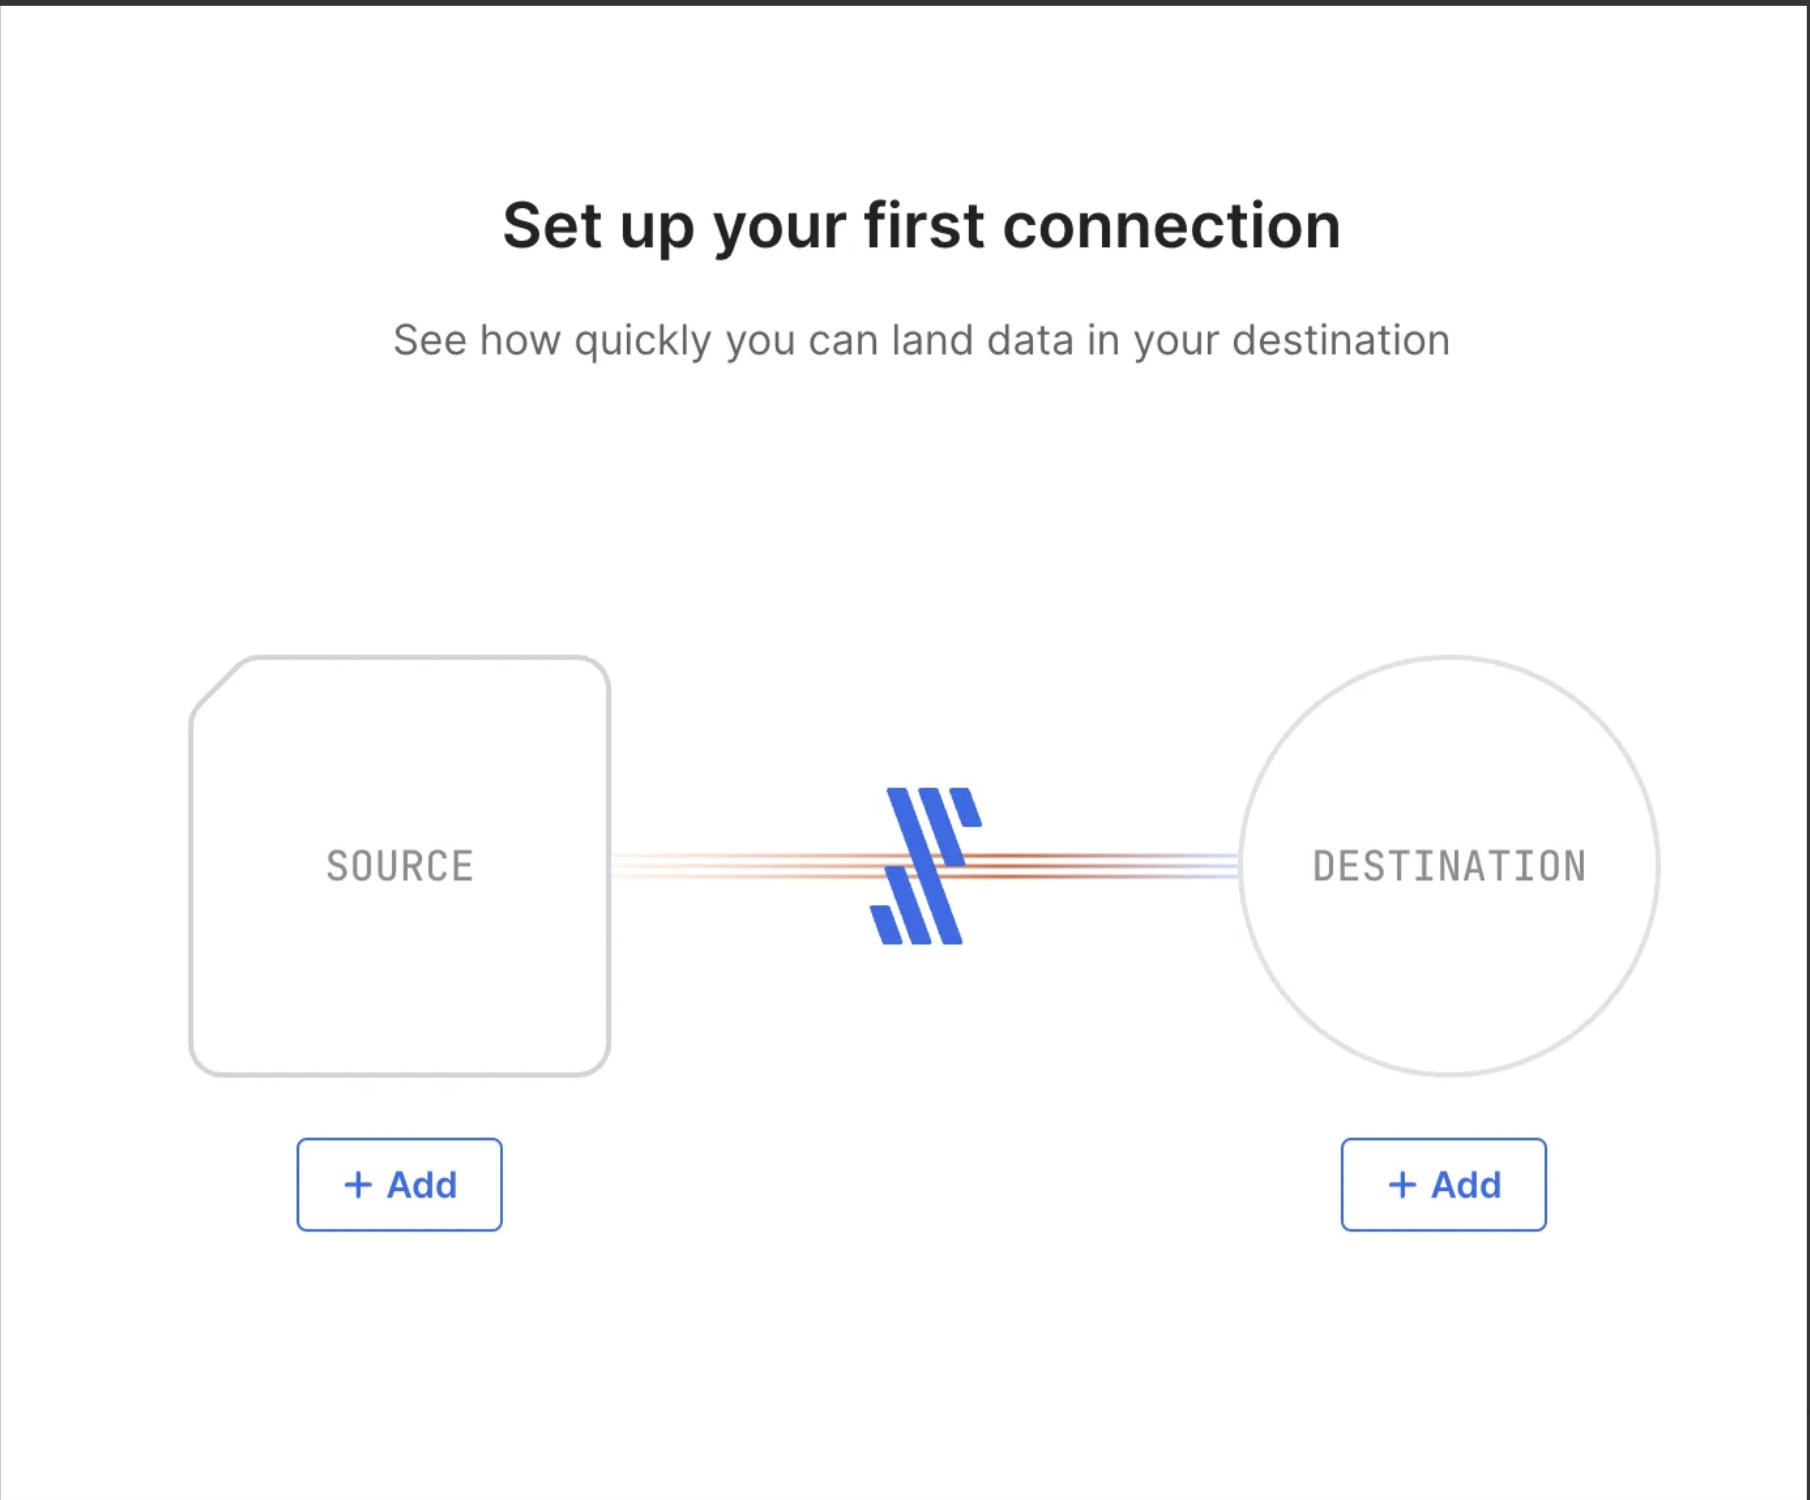 Set up your first connection
See how quickly you can land data in your destination
SOURCE
DESTINATION
+ Add
+ Add